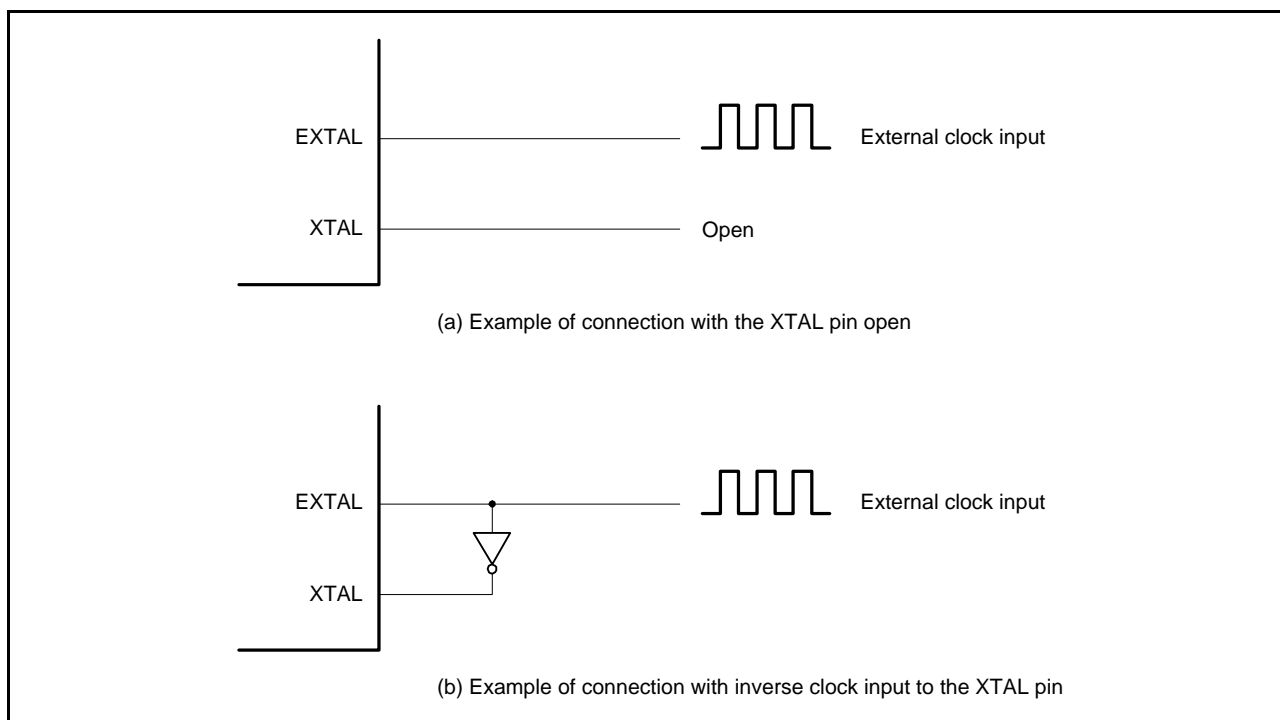 EXTAL
External clock input
XTAL
Open
(a) Example of connection with the XTAL pin open
EXTAL
External clock input
XTAL
(b) Example of connection with inverse clock input to the XTAL pin